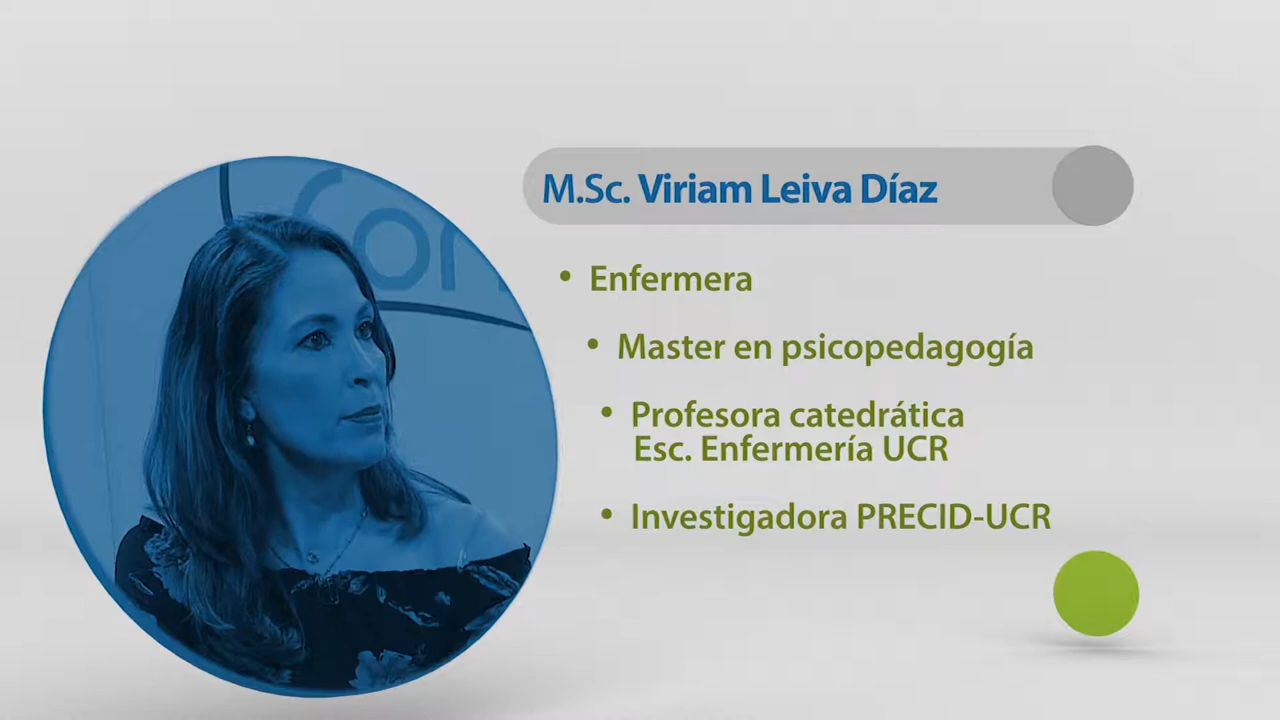 M.Sc. Viriam Leiva Díaz
• Enfermera
• Master en psicopedagogía
• Profesora catedrática
Esc. Enfermería UCR
• Investigadora PRECID-UCR